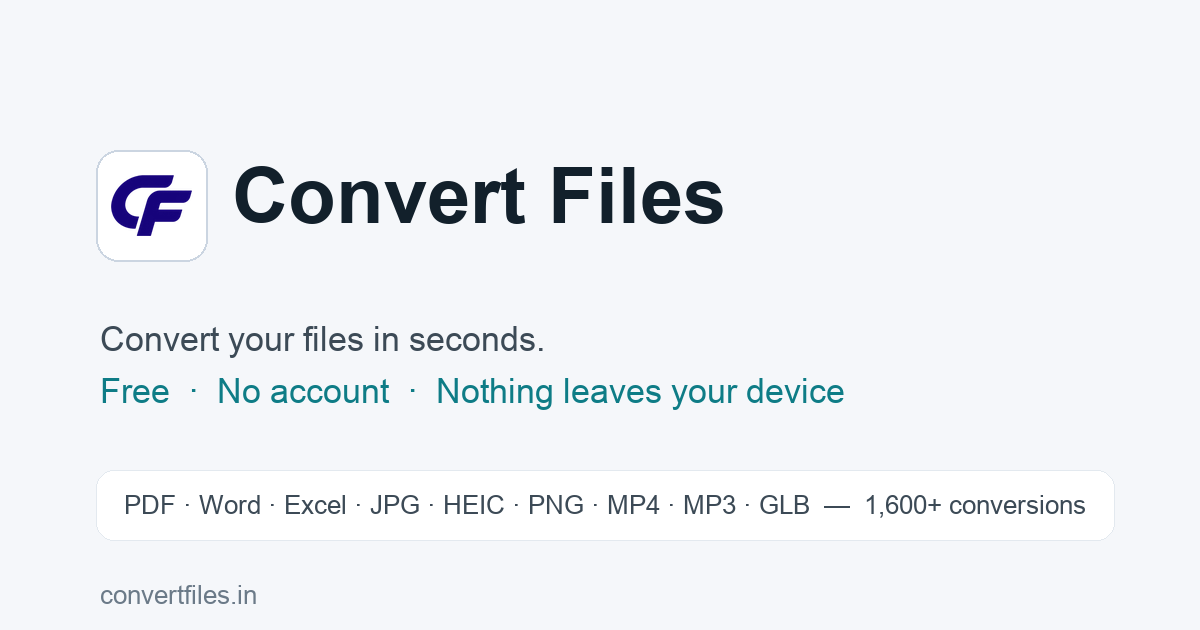 CF
Convert Files
Convert your files in seconds.
Free · No account · Nothing leaves your device
PDF · Word · Excel · JPG · HEIC · PNG · MP4 · MP3 · GLB — 1,600+ conversions
convertfiles.in